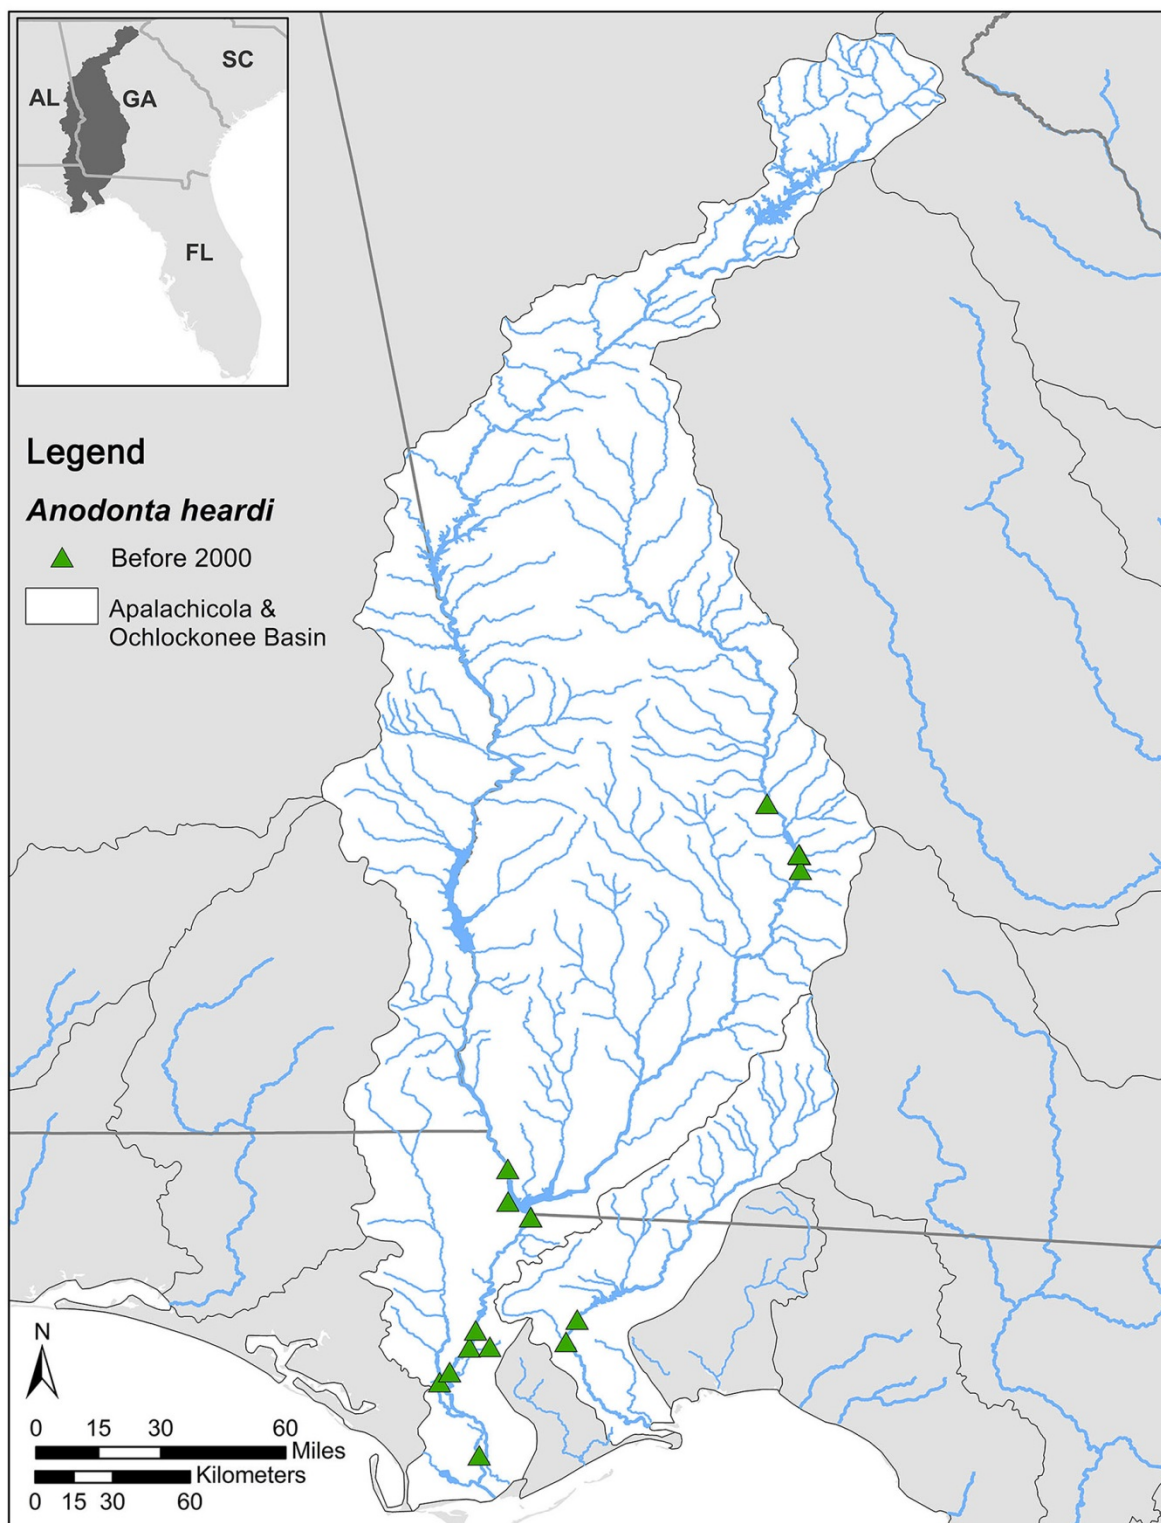 SC
AL
GA
FL
Legend
Anodonta heardi
Before 2000
Apalachicola &
Ochlockonee Basin
N
0 15 30 60
Miles
Kilometers
0 15 30 60